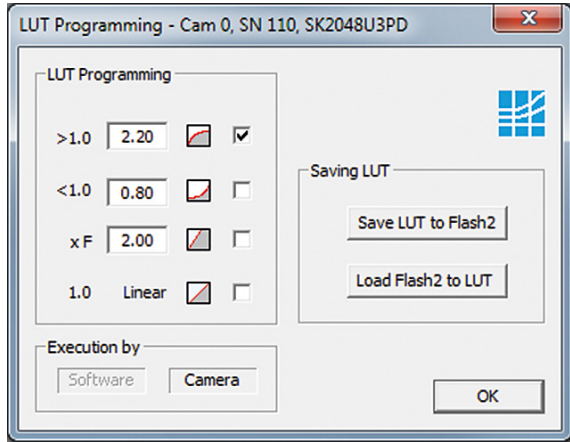 LUT Programming - Cam 0, SN 110, SK2048U3PD
LUT Programming
>1.0 2.20
<1.0 0.80
x F 2.00
1.0 Linear
Saving LUT
Save LUT to Flash2
Load Flash2 to LUT
Execution by
Software Camera
OK